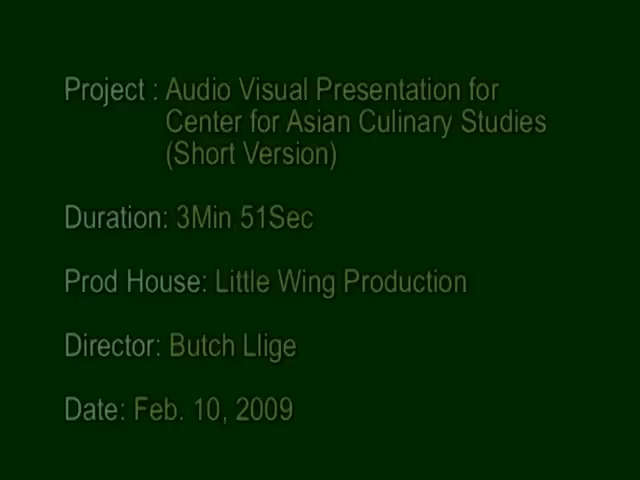 Project : Audio Visual Presentation for
Center for Asian Culinary Studies
(Short Version)
Duration: 3Min 51Sec
Prod House: Little Wing Production
Director: Butch Llige
Date: Feb. 10, 2009